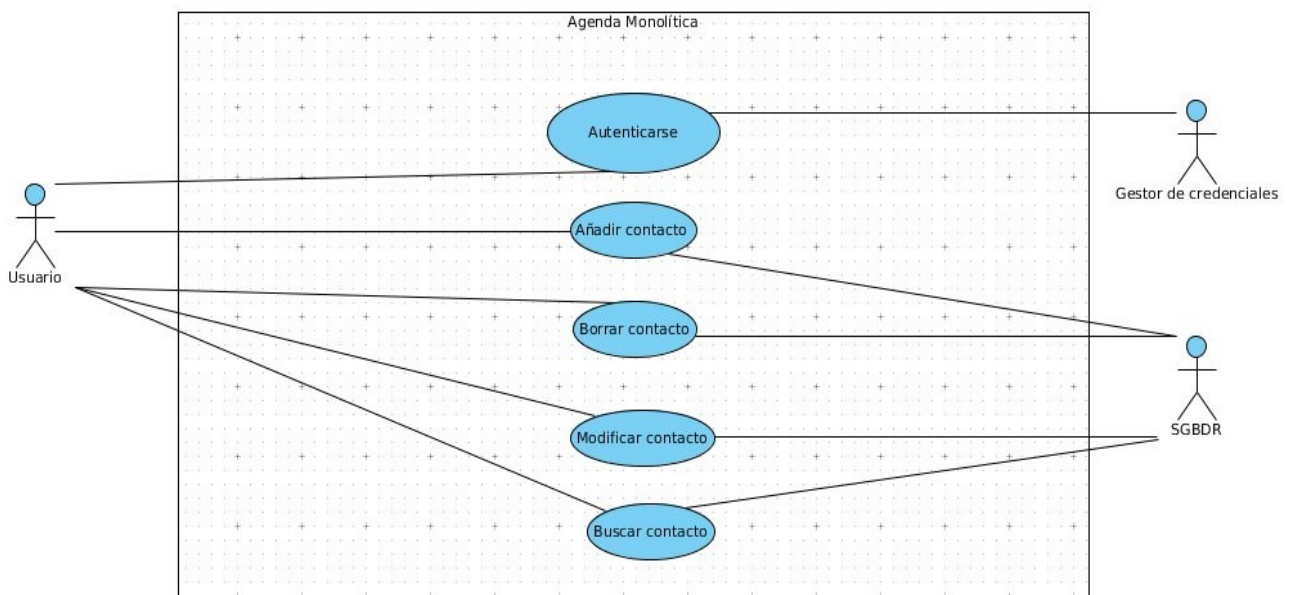 Agenda Monolítica
Autenticarse
Gestor de credenciales
Usuario
Añadir contacto
Borrar contacto
SGBDR
Modificar contacto
Buscar contacto